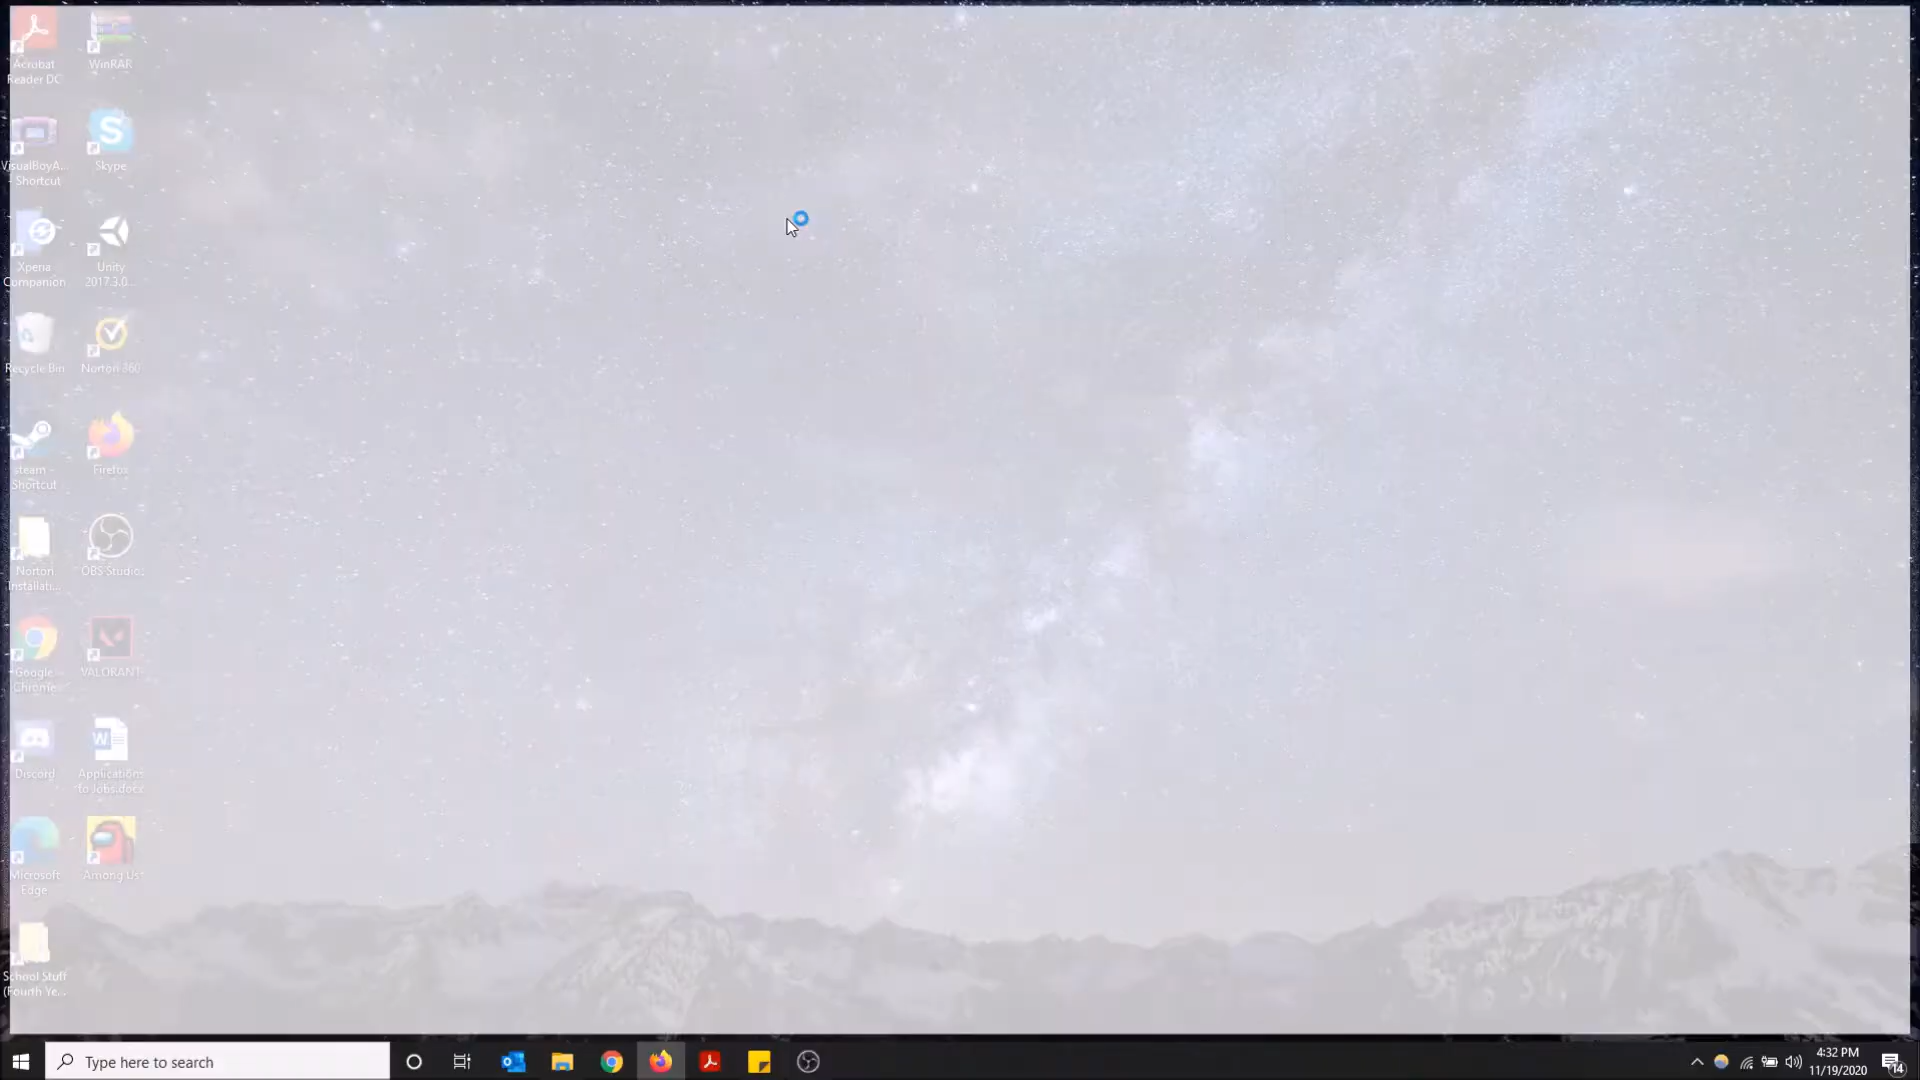 Acrobat
Reader DC
WinRAR
VisualBoyA...
- Shortcut
Skype
Xperia
Companion
Unity
2017.3.0...
Recycle Bin
Norton 360
steam -
Shortcut
Firefox
Norton
Installati...
OBS Studio
Google
Chrome
VALORANT
Discord
Applications
to Jobs.docx
Microsoft
Edge
Among Us
School Stuff
(Fourth Ye...
Type here to search
4:32 PM
11/19/2020
14